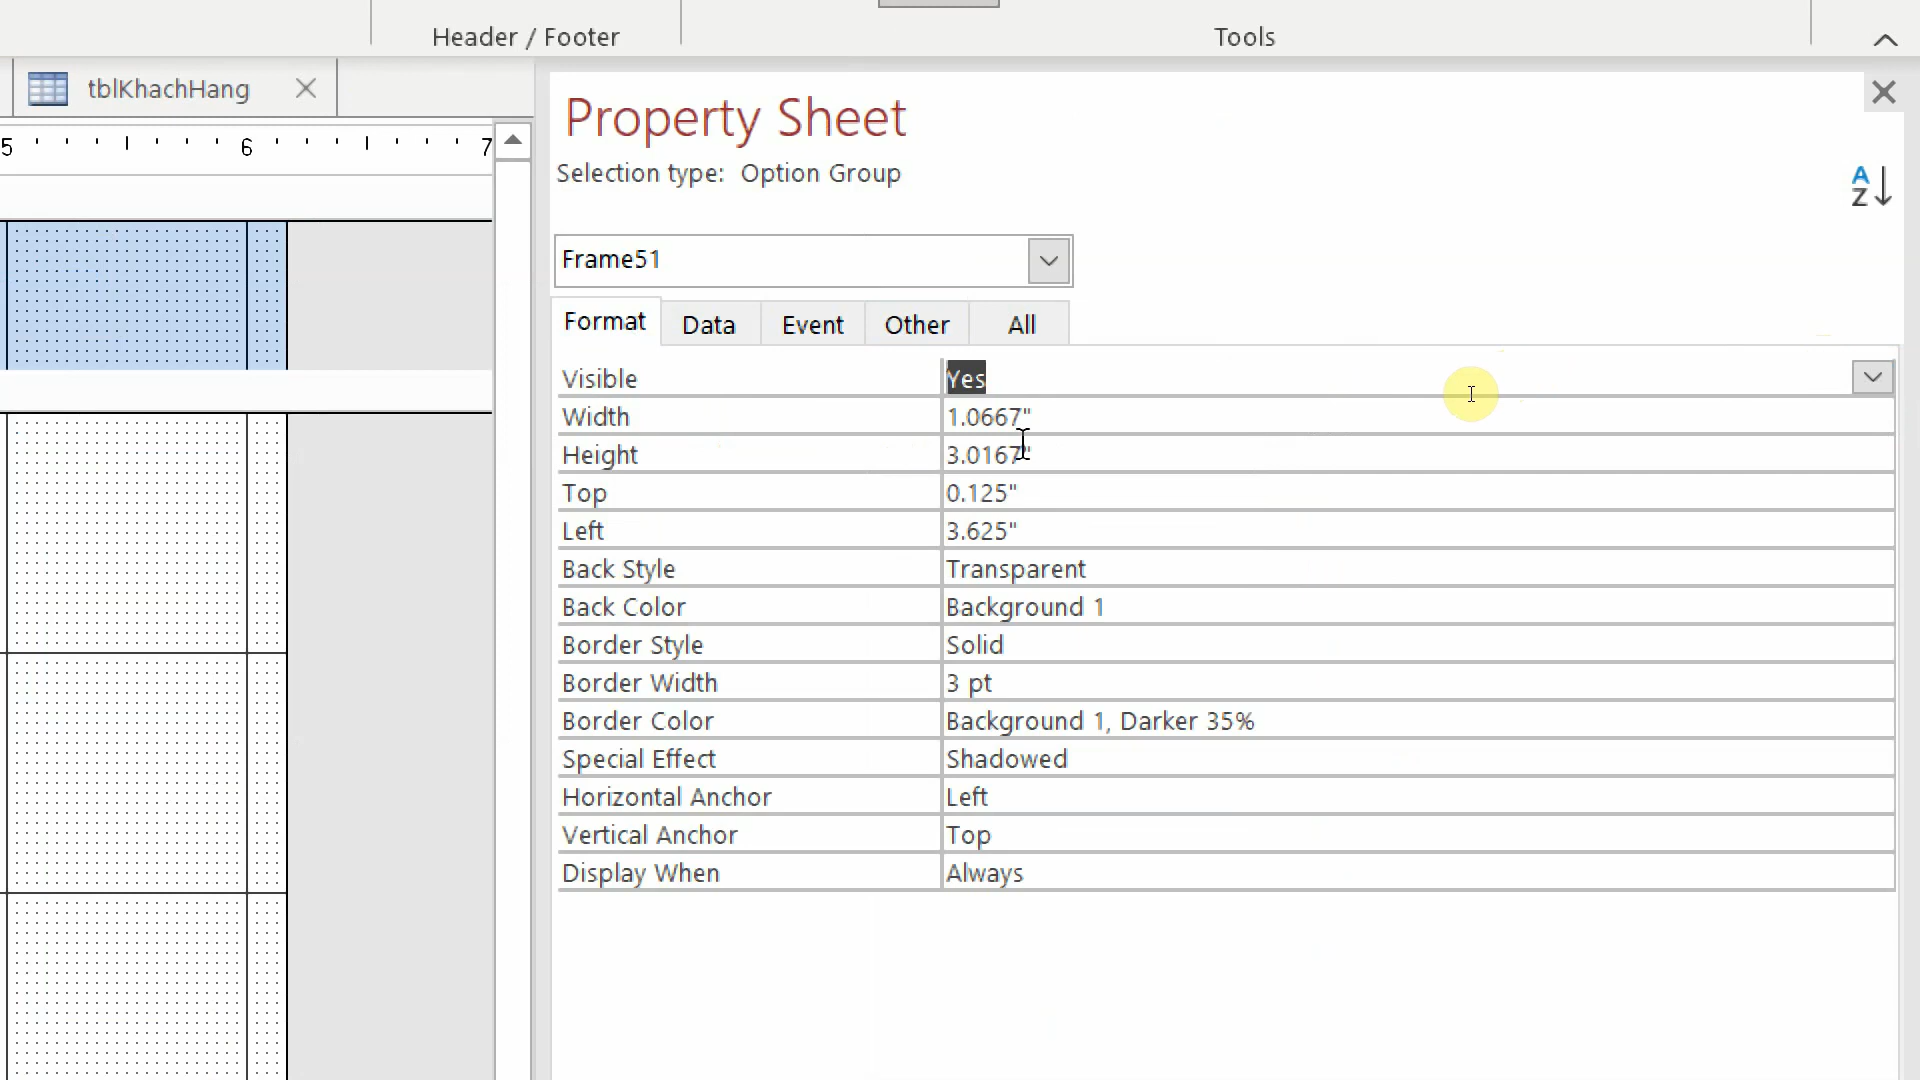 Header / Footer
Tools
tblKhachHang
5 6 7
Property Sheet
Selection type: Option Group
A
Z
Frame51
Format Data Event Other All
Visible Yes
Width 1.0667"
Height 3.0167"
Top 0.125"
Left 3.625"
Back Style Transparent
Back Color Background 1
Border Style Solid
Border Width 3 pt
Border Color Background 1, Darker 35%
Special Effect Shadowed
Horizontal Anchor Left
Vertical Anchor Top
Display When Always